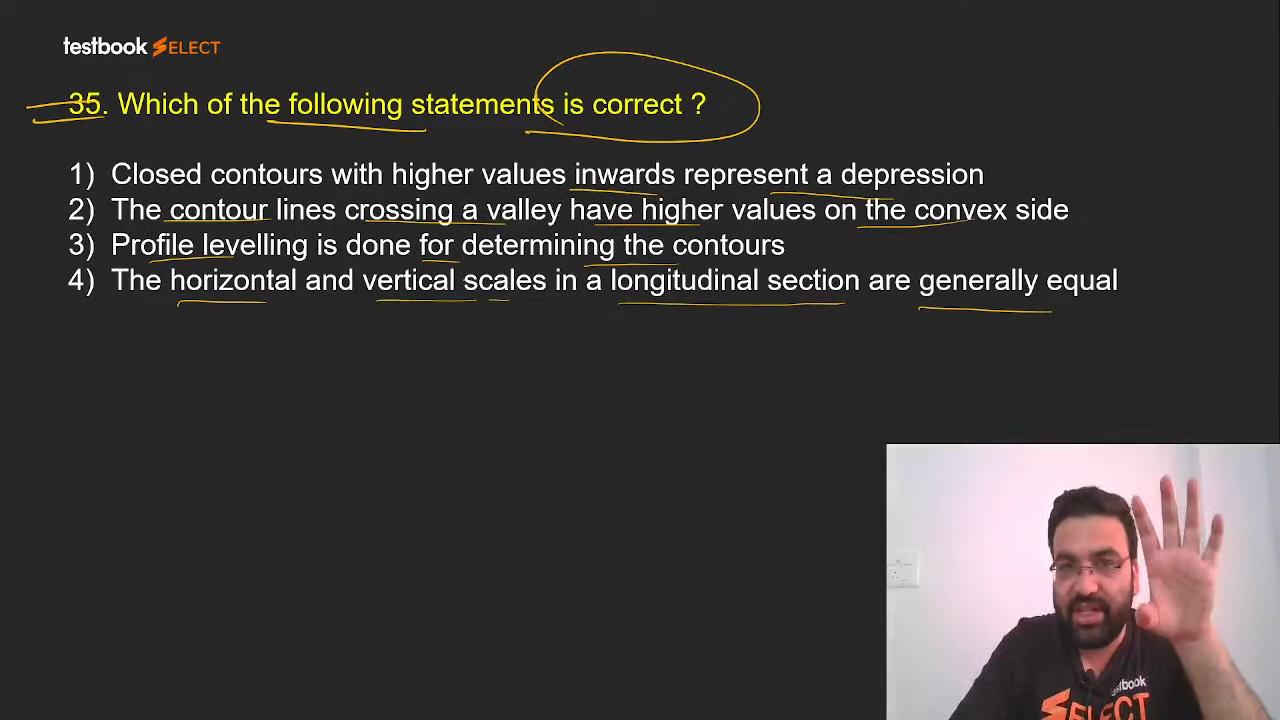 testbook SELECT
35. Which of the following statements is correct ?
1) Closed contours with higher values inwards represent a depression
2) The contour lines crossing a valley have higher values on the convex side
3) Profile levelling is done for determining the contours
4) The horizontal and vertical scales in a longitudinal section are generally equal
testbook
SELECT